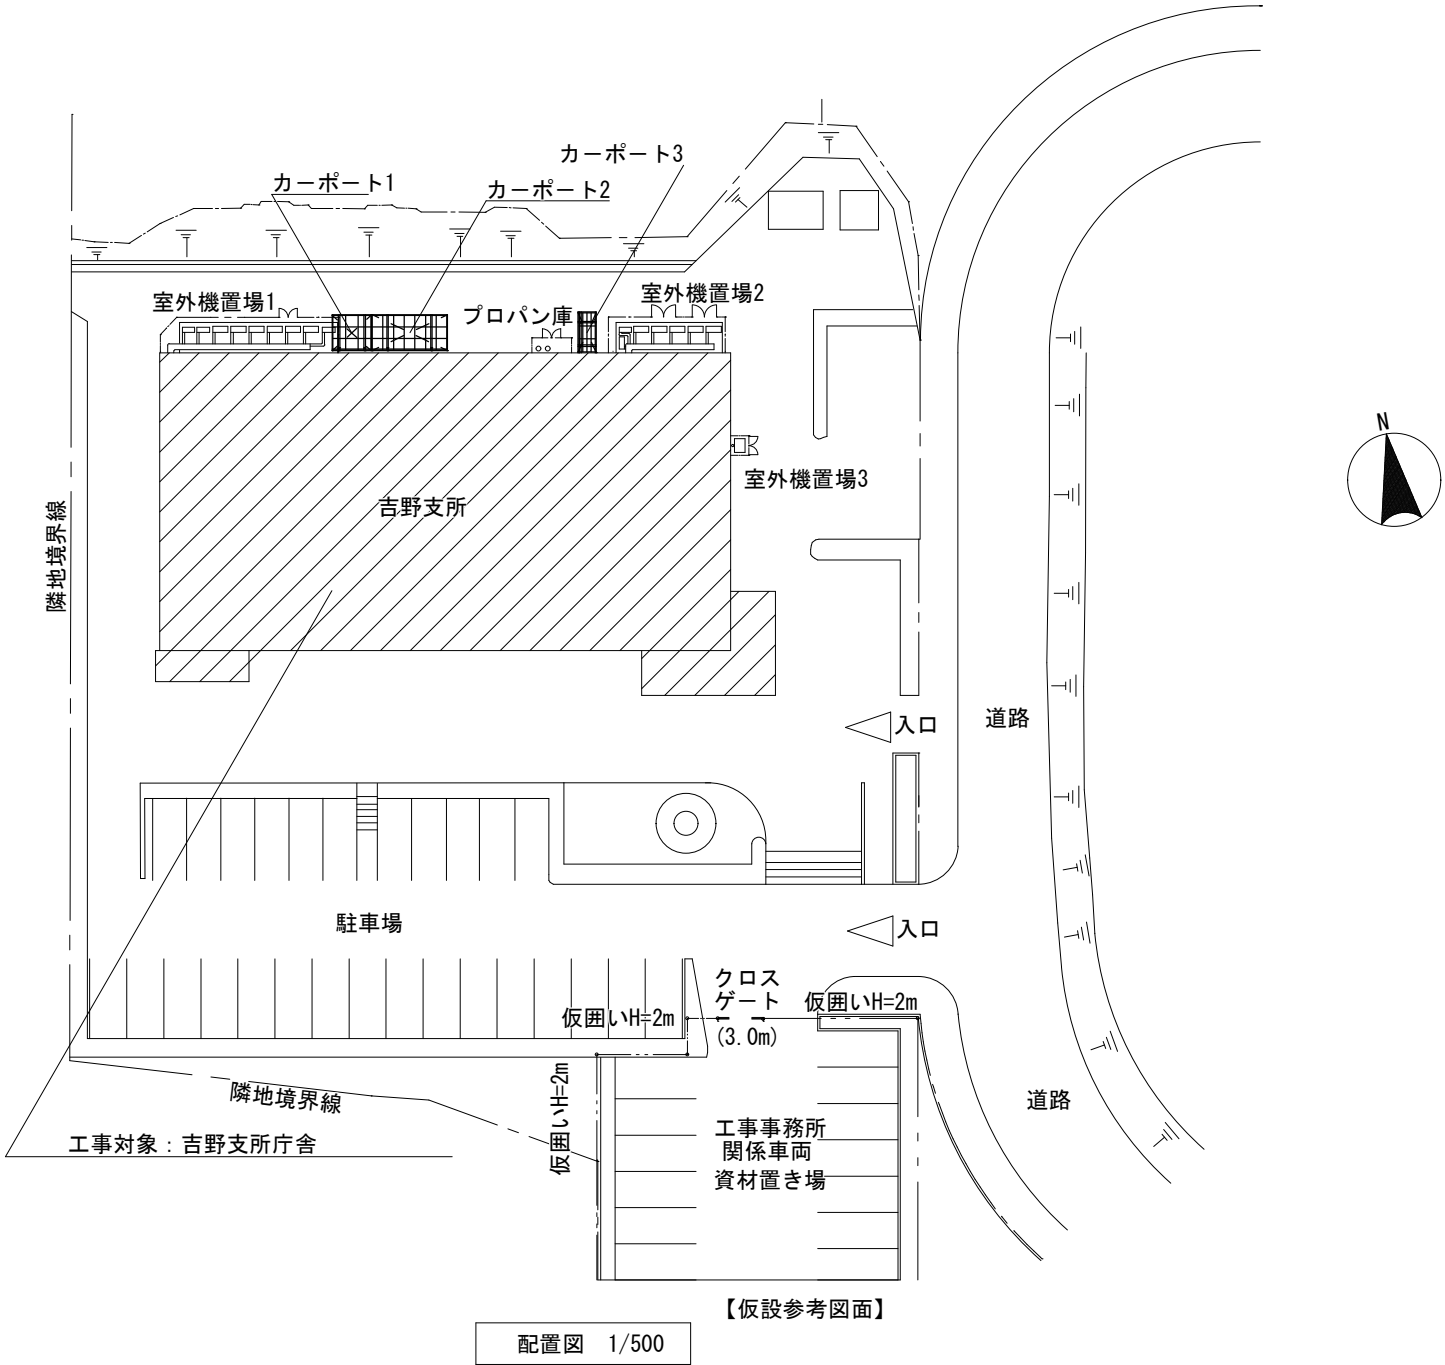 カーポート3
カーポート1
カーポート2
室外機置場1
プロパン庫
室外機置場2
N
室外機置場3
吉野支所
隣地境界線
入口
道路
駐車場
入口
クロス
ゲート
(3.0m)
仮囲いH=2m
仮囲いH=2m
仮囲いH=2m
隣地境界線
道路
工事対象：吉野支所庁舎
工事事務所
関係車両
資材置き場
【仮設参考図面】
配置図 1/500